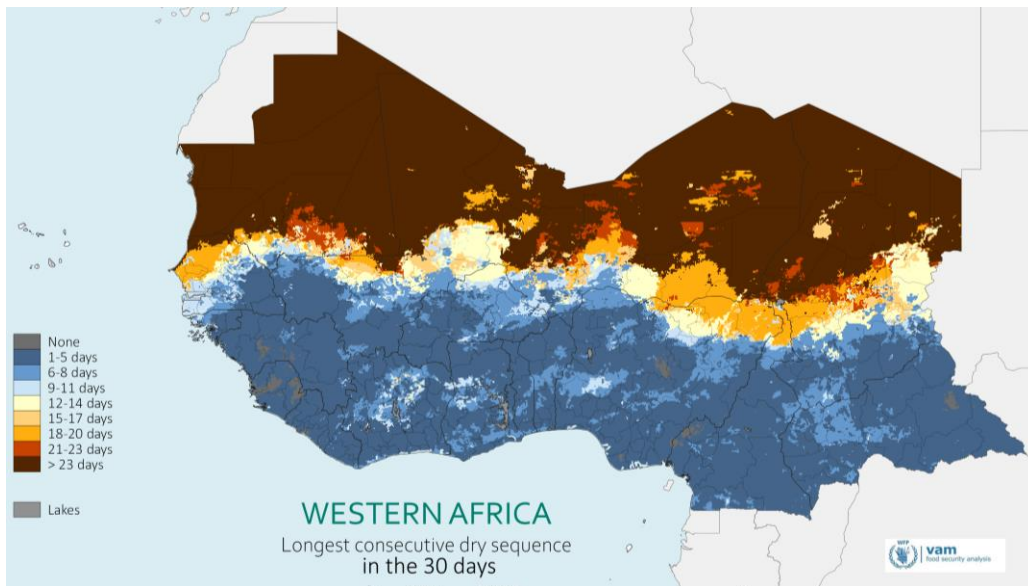 None
1-5 days
6-8 days
9-11 days
12-14 days
15-17 days
18-20 days
21-23 days
> 23 days
Lakes
WESTERN AFRICA
Longest consecutive dry sequence
in the 30 days
WFP
vam
food security analysis